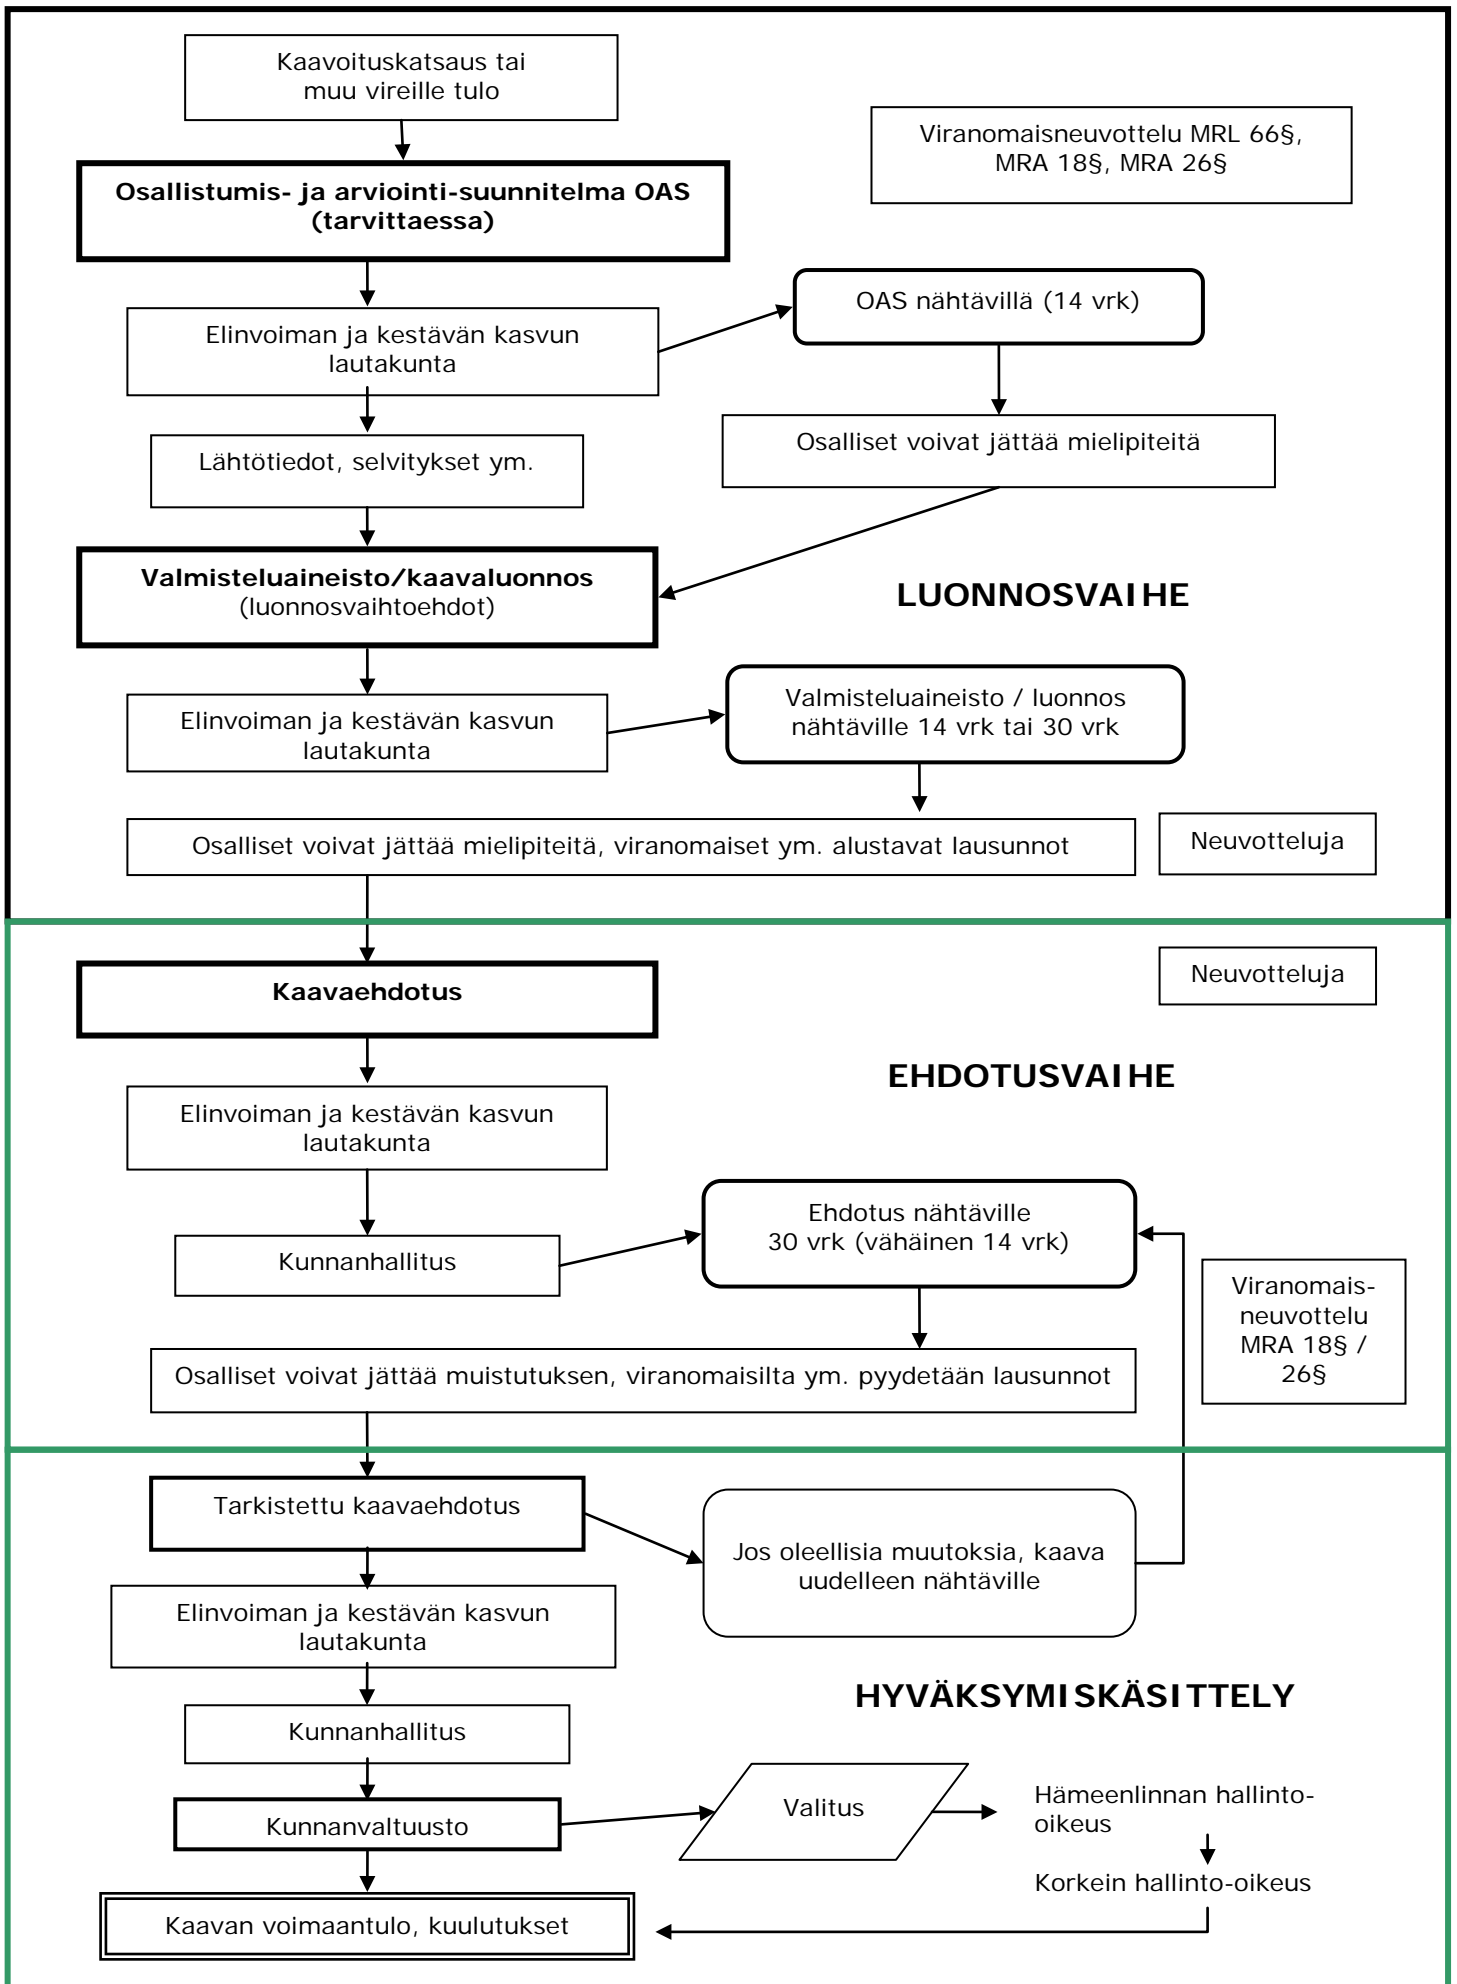 Kaavoituskatsaus tai
muu vireille tulo
Viranomaisneuvottelu MRL 66§,
MRA 18§, MRA 26§
Osallistumis- ja arviointi-suunnitelma OAS
(tarvittaessa)
OAS nähtävillä (14 vrk)
Elinvoiman ja kestävän kasvun
lautakunta
Osalliset voivat jättää mielipiteitä
Lähtötiedot, selvitykset ym.
Valmisteluaineisto/kaavaluonnos
(luonnosvaihtoehdot)
LUONNOSVAIHE
Valmisteluaineisto / luonnos
nähtäville 14 vrk tai 30 vrk
Elinvoiman ja kestävän kasvun
lautakunta
Osalliset voivat jättää mielipiteitä, viranomaiset ym. alustavat lausunnot
Neuvotteluja
Neuvotteluja
Kaavaehdotus
EHDOTUSVAIHE
Elinvoiman ja kestävän kasvun
lautakunta
Ehdotus nähtäville
30 vrk (vähäinen 14 vrk)
Kunnanhallitus
Viranomais-
neuvottelu
MRA 18§ /
26§
Osalliset voivat jättää muistutuksen, viranomaisilta ym. pyydetään lausunnot
Tarkistettu kaavaehdotus
Jos oleellisia muutoksia, kaava
uudelleen nähtäville
Elinvoiman ja kestävän kasvun
lautakunta
HYVÄKSYMISKÄSITTELY
Kunnanhallitus
Kunnanvaltuusto
Valitus
Hämeenlinnan hallinto-
oikeus
Korkein hallinto-oikeus
Kaavan voimaantulo, kuulutukset